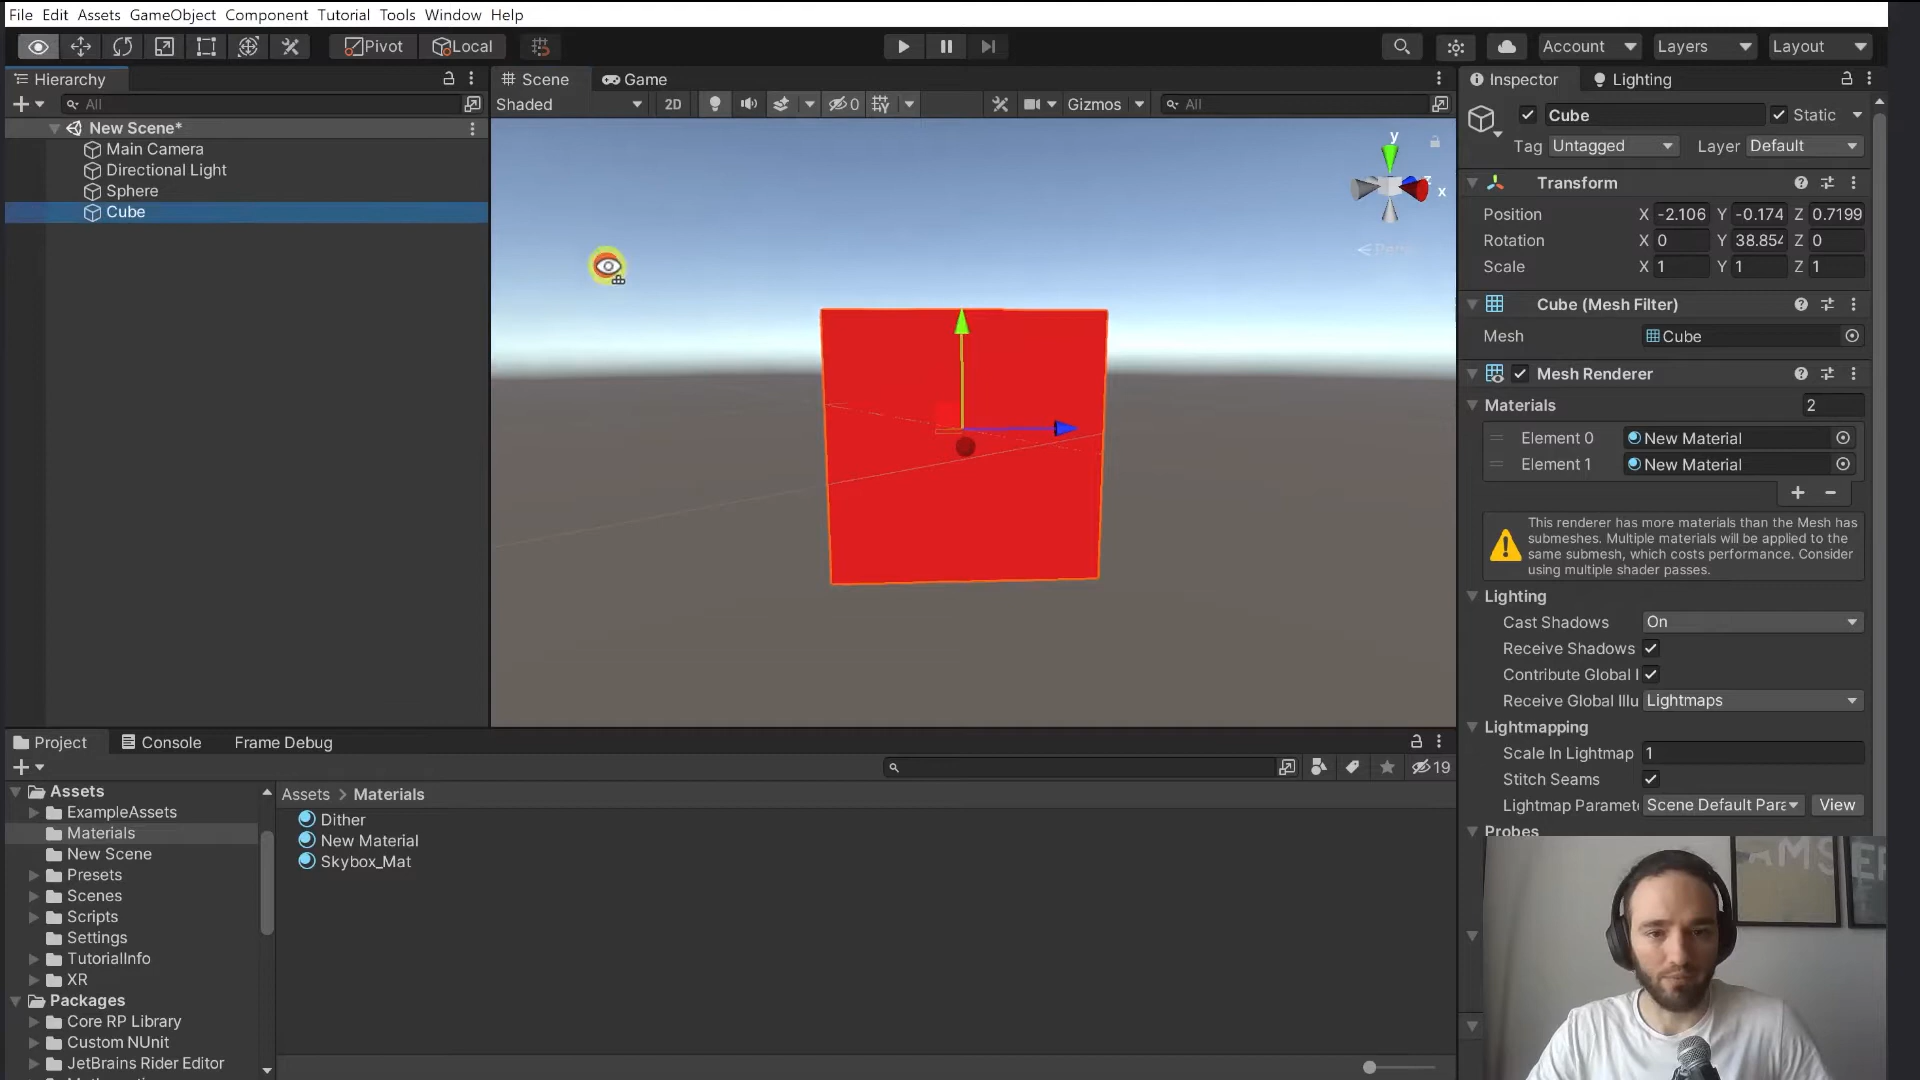 File Edit Assets GameObject Component Tutorial Tools Window Help
Pivot Local Account Layers Layout
Hierarchy
All
New Scene*
Main Camera
Directional Light
Sphere
Cube
Scene Game
Shaded 2D 0 Gizmos All
y
x
Inspector Lighting
Cube Static
Tag Untagged Layer Default
Transform
Position X -2.106 Y -0.174 Z 0.7199
Rotation X 0 Y 38.854 Z 0
Scale X 1 Y 1 Z 1
Cube (Mesh Filter)
Mesh Cube
Mesh Renderer
Materials 2
Element 0 New Material
Element 1 New Material
This renderer has more materials than the Mesh has
submeshes. Multiple materials will be applied to the
same submesh, which costs performance. Consider
using multiple shader passes.
Lighting
Cast Shadows On
Receive Shadows
Contribute Global I
Receive Global Illu Lightmaps
Lightmapping
Scale In Lightmap 1
Stitch Seams
Lightmap Paramete Scene Default Para View
Probes
Project Console Frame Debug
19
Assets
ExampleAssets
Materials
New Scene
Presets
Scenes
Scripts
Settings
TutorialInfo
XR
Packages
Core RP Library
Custom NUnit
JetBrains Rider Editor
Assets > Materials
Dither
New Material
Skybox_Mat